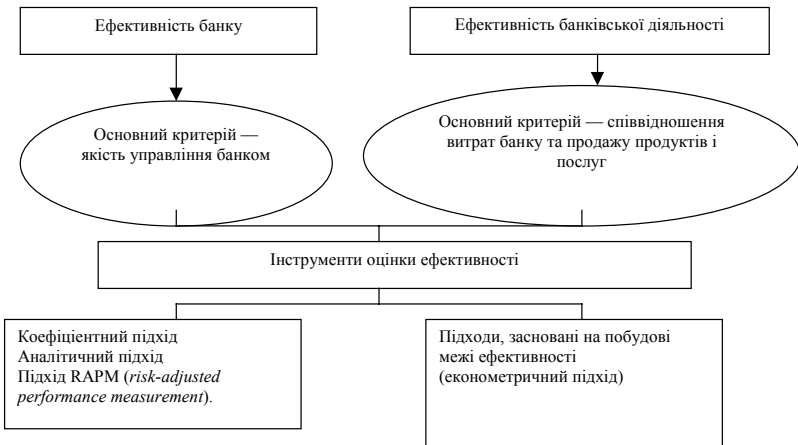 Ефективність банку
Ефективність банківської діяльності
Основний критерій —
якість управління банком
Основний критерій — співвідношення
витрат банку та продажу продуктів і
послуг
Інструменти оцінки ефективності
Коефіцієнтний підхід
Аналітичний підхід
Підхід RAPM (risk-adjusted
performance measurement).
Підходи, засновані на побудові
межі ефективності
(економетричний підхід)